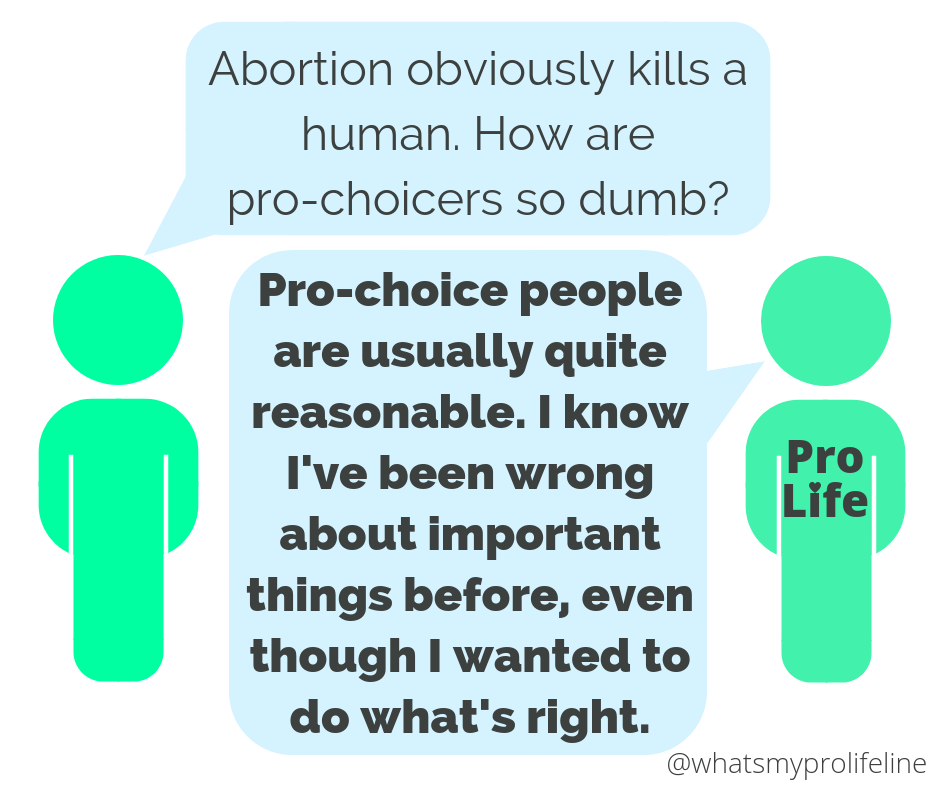 Abortion obviously kills a
human. How are
pro-choicers so dumb?
Pro-choice people
are usually quite
reasonable. I know
I've been wrong
about important
things before, even
though I wanted to
do what's right.
Pro
Life
@whatsmyprolifeline